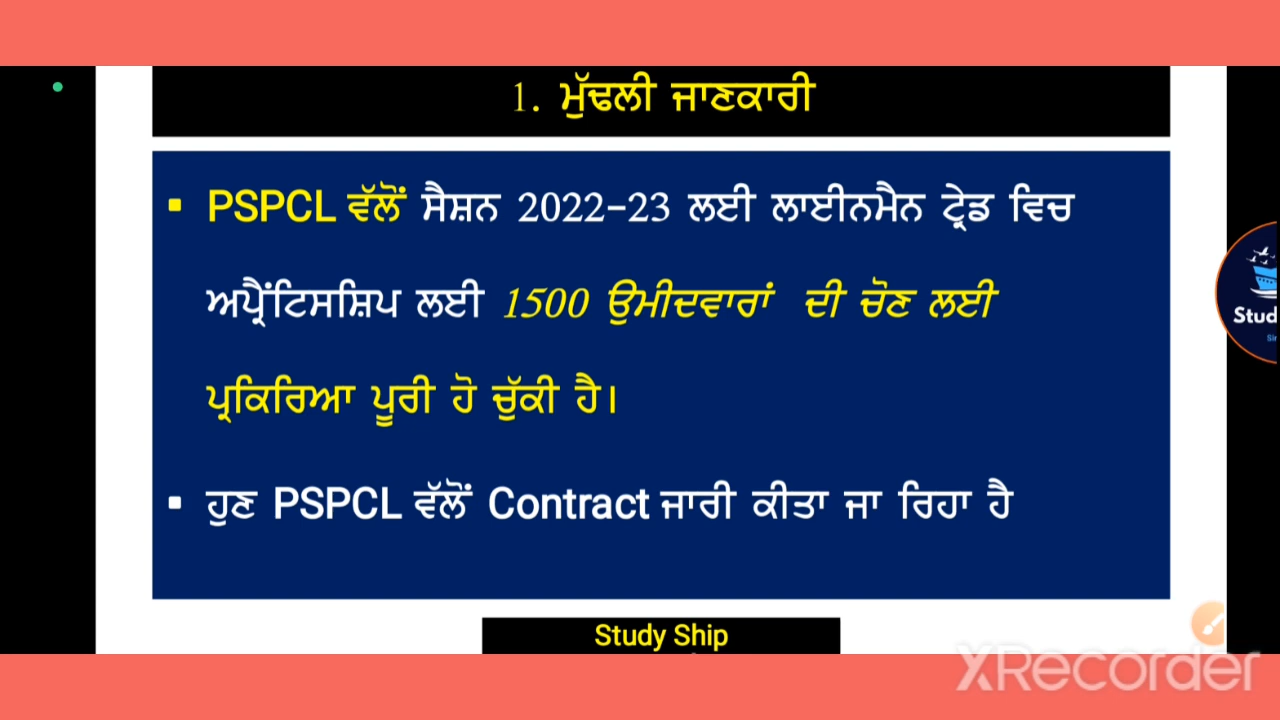 1. ਮੁੱਢਲੀ ਜਾਣਕਾਰੀ
▪ PSPCL ਵੱਲੋਂ ਸੈਸ਼ਨ 2022-23 ਲਈ ਲਾਈਨਮੈਨ ਟ੍ਰੇਡ ਵਿਚ
ਅਪ੍ਰੈਂਟਿਸਸ਼ਿਪ ਲਈ 1500 ਉਮੀਦਵਾਰਾਂ ਦੀ ਚੋਣ ਲਈ
ਪ੍ਰਕਿਰਿਆ ਪੂਰੀ ਹੋ ਚੁੱਕੀ ਹੈ।
▪ ਹੁਣ PSPCL ਵੱਲੋਂ Contract ਜਾਰੀ ਕੀਤਾ ਜਾ ਰਿਹਾ ਹੈ
Stud
Study Ship
XRecorder